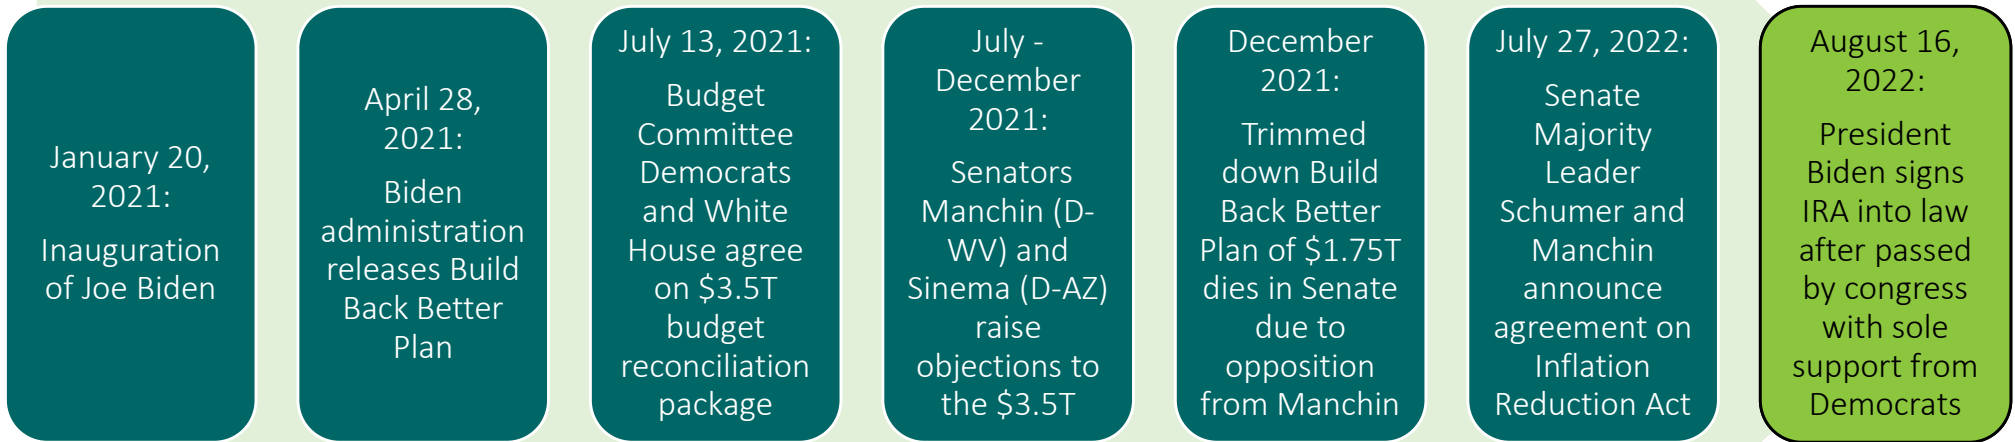 January 20,
2021:
Inauguration
of Joe Biden
April 28,
2021:
Biden
administration
releases Build
Back Better
Plan
July 13, 2021:
Budget
Committee
Democrats
and White
House agree
on $3.5T
budget
reconciliation
package
July -
December
2021:
Senators
Manchin (D-
WV) and
Sinema (D-AZ)
raise
objections to
the $3.5T
December
2021:
Trimmed
down Build
Back Better
Plan of $1.75T
dies in Senate
due to
opposition
from Manchin
July 27, 2022:
Senate
Majority
Leader
Schumer and
Manchin
announce
agreement on
Inflation
Reduction Act
August 16,
2022:
President
Biden signs
IRA into law
after passed
by congress
with sole
support from
Democrats